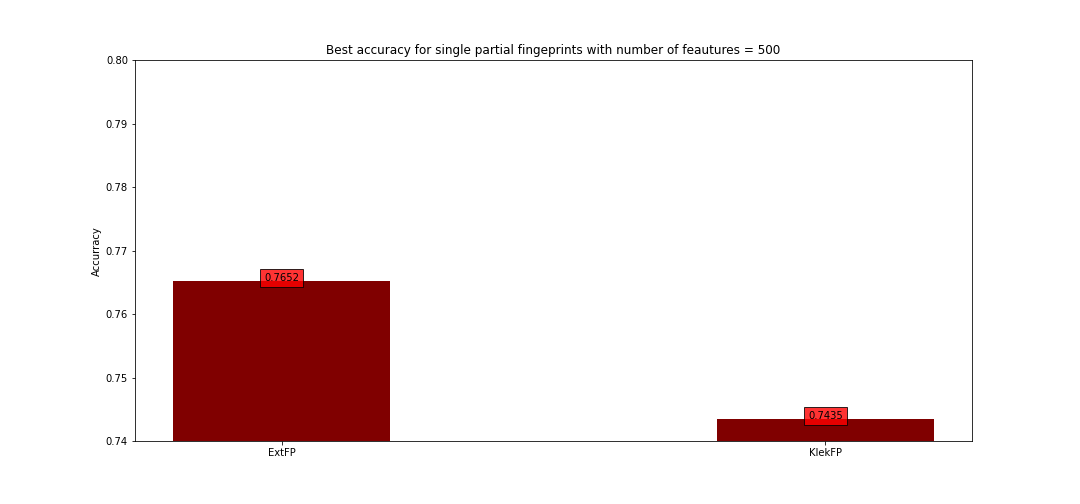 Best accuracy for single partial fingeprints with number of feautures = 500
Accurracy
0.80
0.79
0.78
0.77
0.76
0.75
0.74
0.7652
0.7435
ExtFP
KlekFP